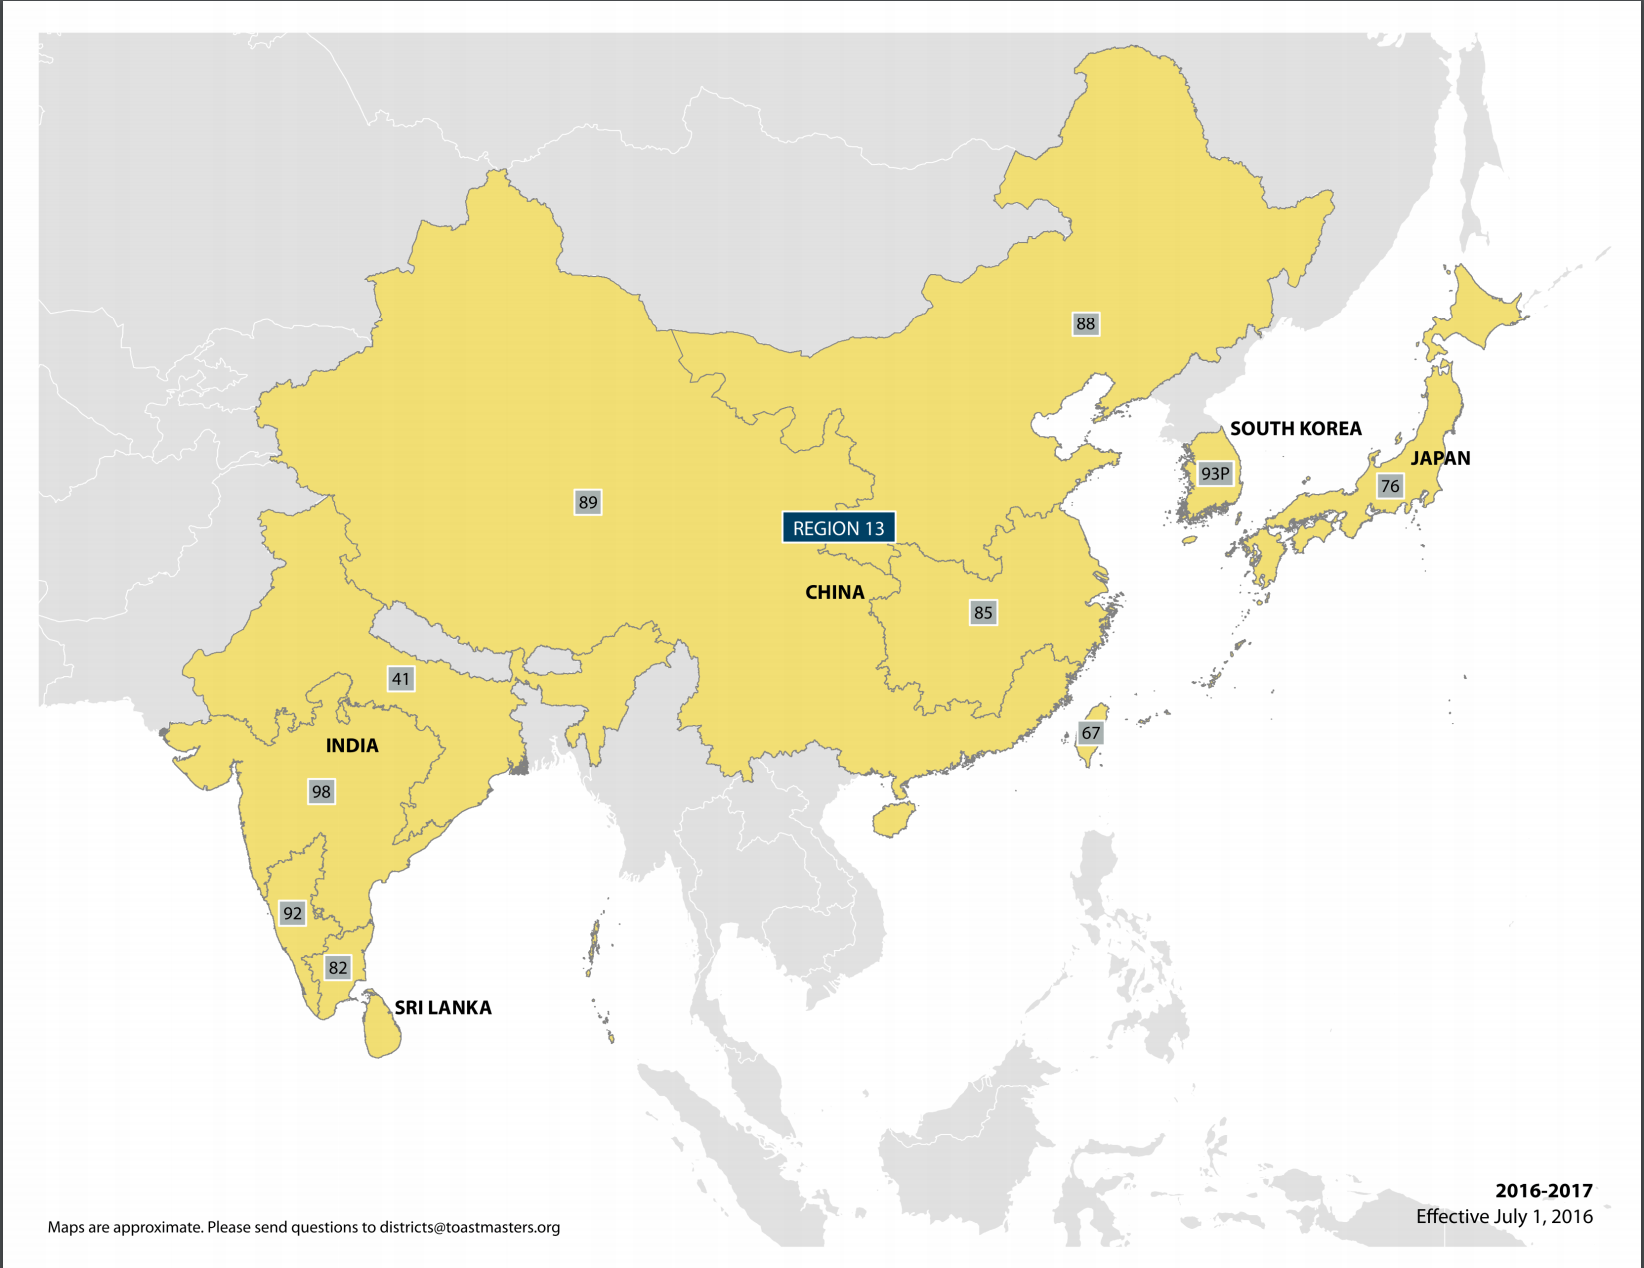 88
SOUTH KOREA
JAPAN
93P
76
89
REGION 13
CHINA
85
41
67
INDIA
98
92
82
SRI LANKA
2016-2017
Effective July 1, 2016
Maps are approximate. Please send questions to districts@toastmasters.org